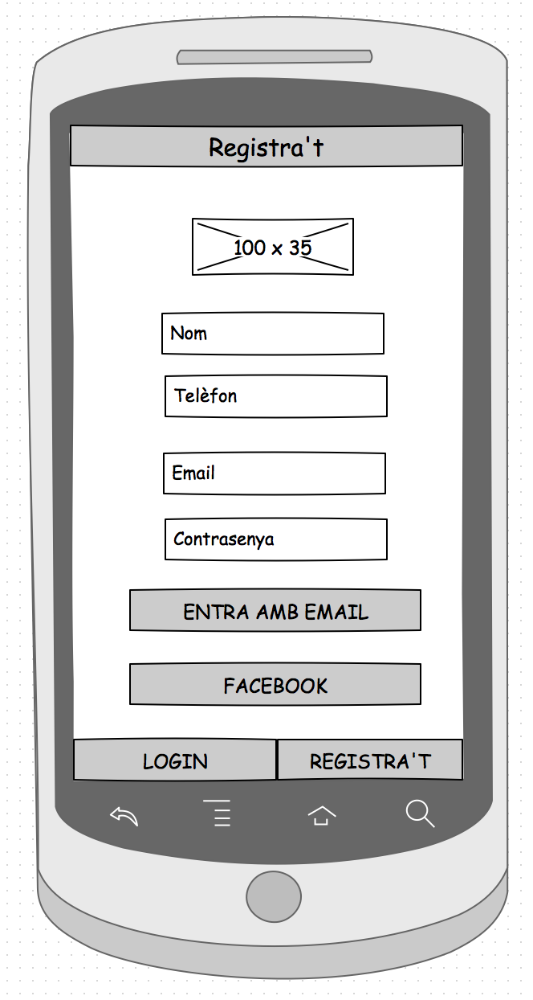 Registra't
100 x 35
Nom
Telèfon
Email
Contrasenya
ENTRA AMB EMAIL
FACEBOOK
LOGIN
REGISTRA'T